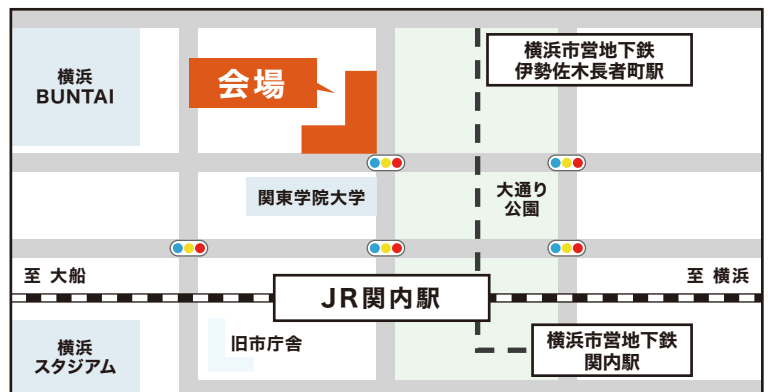 横浜市営地下鉄
伊勢佐木長者町駅
横浜
BUNTAI
会場
関東学院大学
大通り
公園
至 大船
至 横浜
JR関内駅
横浜
スタジアム
旧市庁舎
横浜市営地下鉄
関内駅